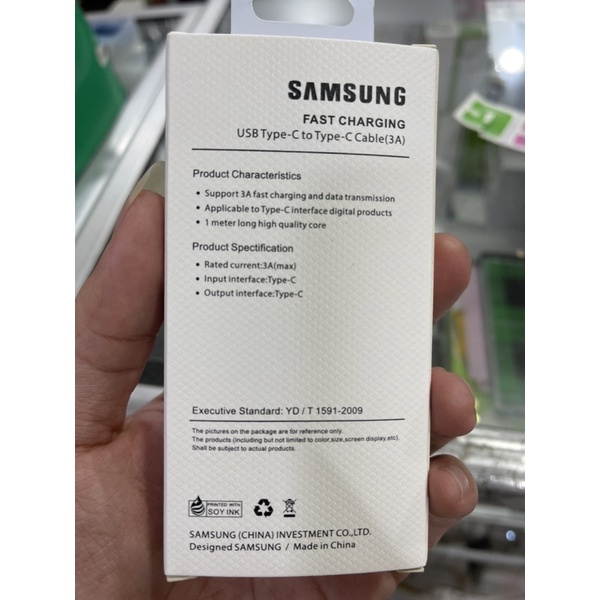 SAMSUNG
FAST CHARGING
USB Type-C to Type-C Cable(3A)
Product Characteristics
• Support 3A fast charging and data transmission
• Applicable to Type-C interface digital products
• 1 meter long high quality core
Product Specification
• Rated current:3A(max)
• Input interface:Type-C
• Output interface:Type-C
Executive Standard: YD / T 1591-2009
The pictures on the package are for reference only.
The products (including but not limited to color,size,screen display,etc).
Shall be subject to actual products.
PRINTED WITH
SOY INK
SAMSUNG (CHINA) INVESTMENT CO.,LTD.
Designed SAMSUNG / Made in China